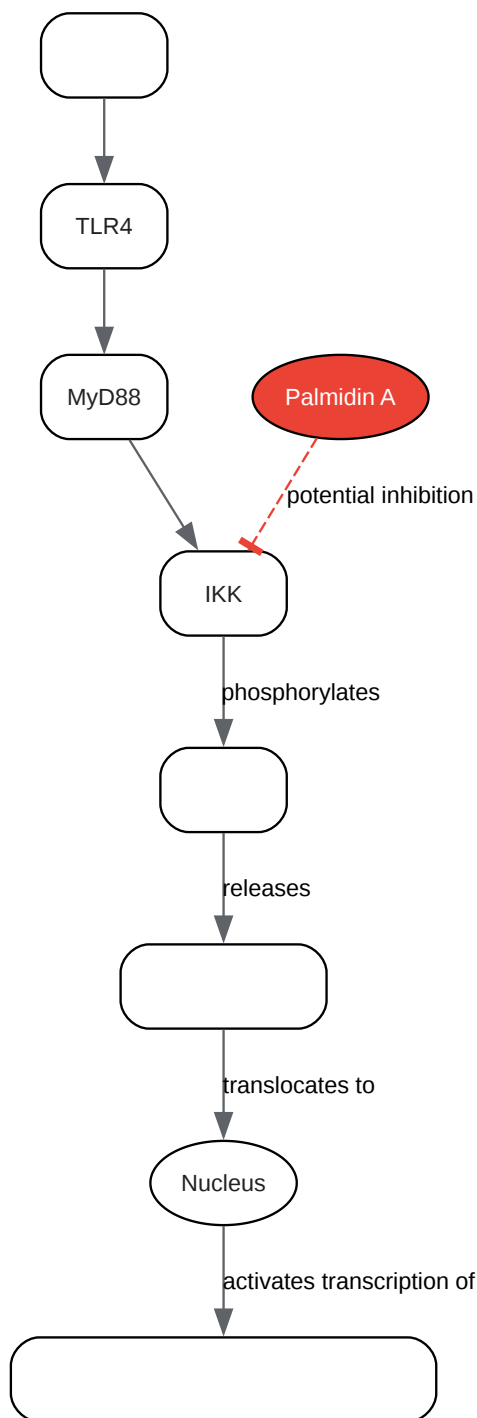 TLR4
MyD88
Palmidin A
potential inhibition
IKK
phosphorylates
releases
translocates to
Nucleus
activates transcription of